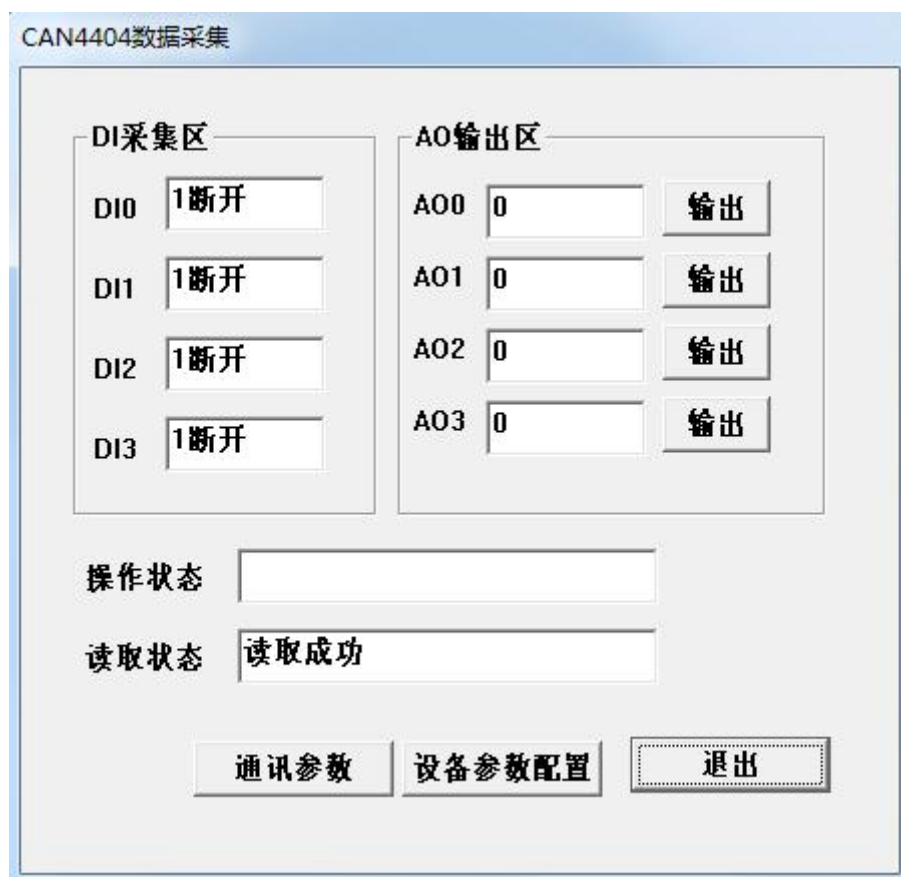 CAN4404数据采集
DI采集区
DI0 1断开
DI1 1断开
DI2 1断开
DI3 1断开
AO输出区
AO0 0 输出
AO1 0 输出
AO2 0 输出
AO3 0 输出
操作状态
读取状态 读取成功
通讯参数 设备参数配置 退出